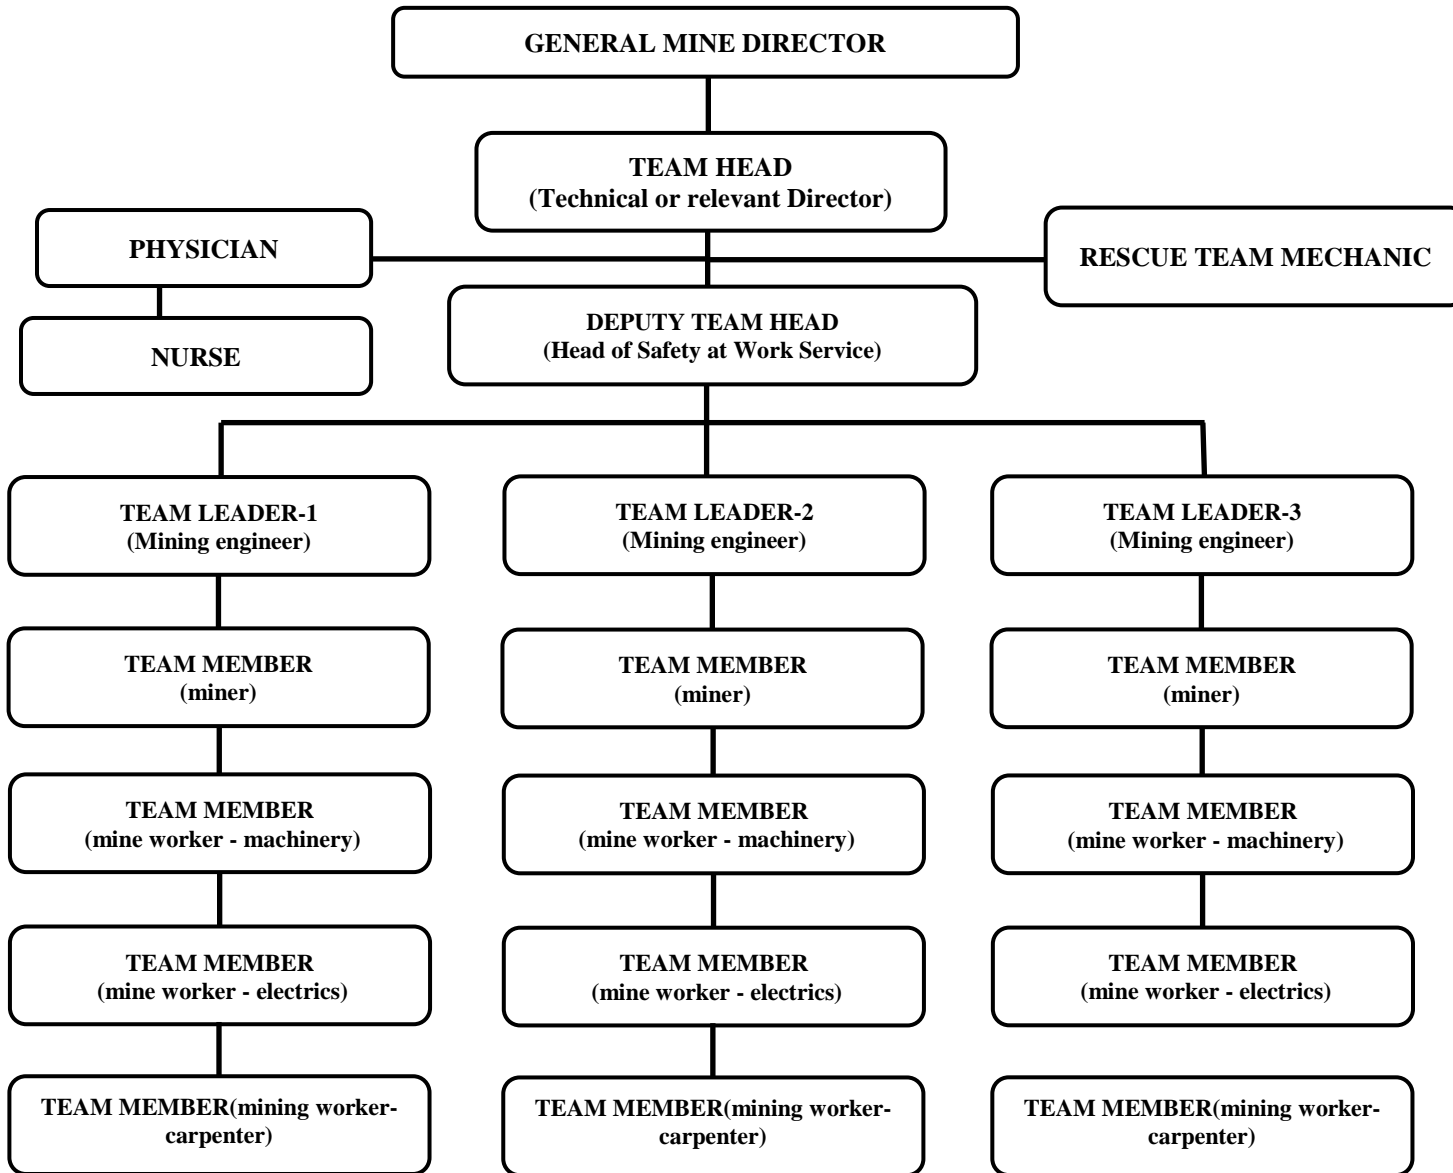 GENERAL MINE DIRECTOR
TEAM HEAD
(Technical or relevant Director)
PHYSICIAN
RESCUE TEAM MECHANIC
DEPUTY TEAM HEAD
(Head of Safety at Work Service)
NURSE
TEAM LEADER-1
(Mining engineer)
TEAM LEADER-2
(Mining engineer)
TEAM LEADER-3
(Mining engineer)
TEAM MEMBER
(miner)
TEAM MEMBER
(miner)
TEAM MEMBER
(miner)
TEAM MEMBER
(mine worker - machinery)
TEAM MEMBER
(mine worker - machinery)
TEAM MEMBER
(mine worker - machinery)
TEAM MEMBER
(mine worker - electrics)
TEAM MEMBER
(mine worker - electrics)
TEAM MEMBER
(mine worker - electrics)
TEAM MEMBER(mining worker-
carpenter)
TEAM MEMBER(mining worker-
carpenter)
TEAM MEMBER(mining worker-
carpenter)